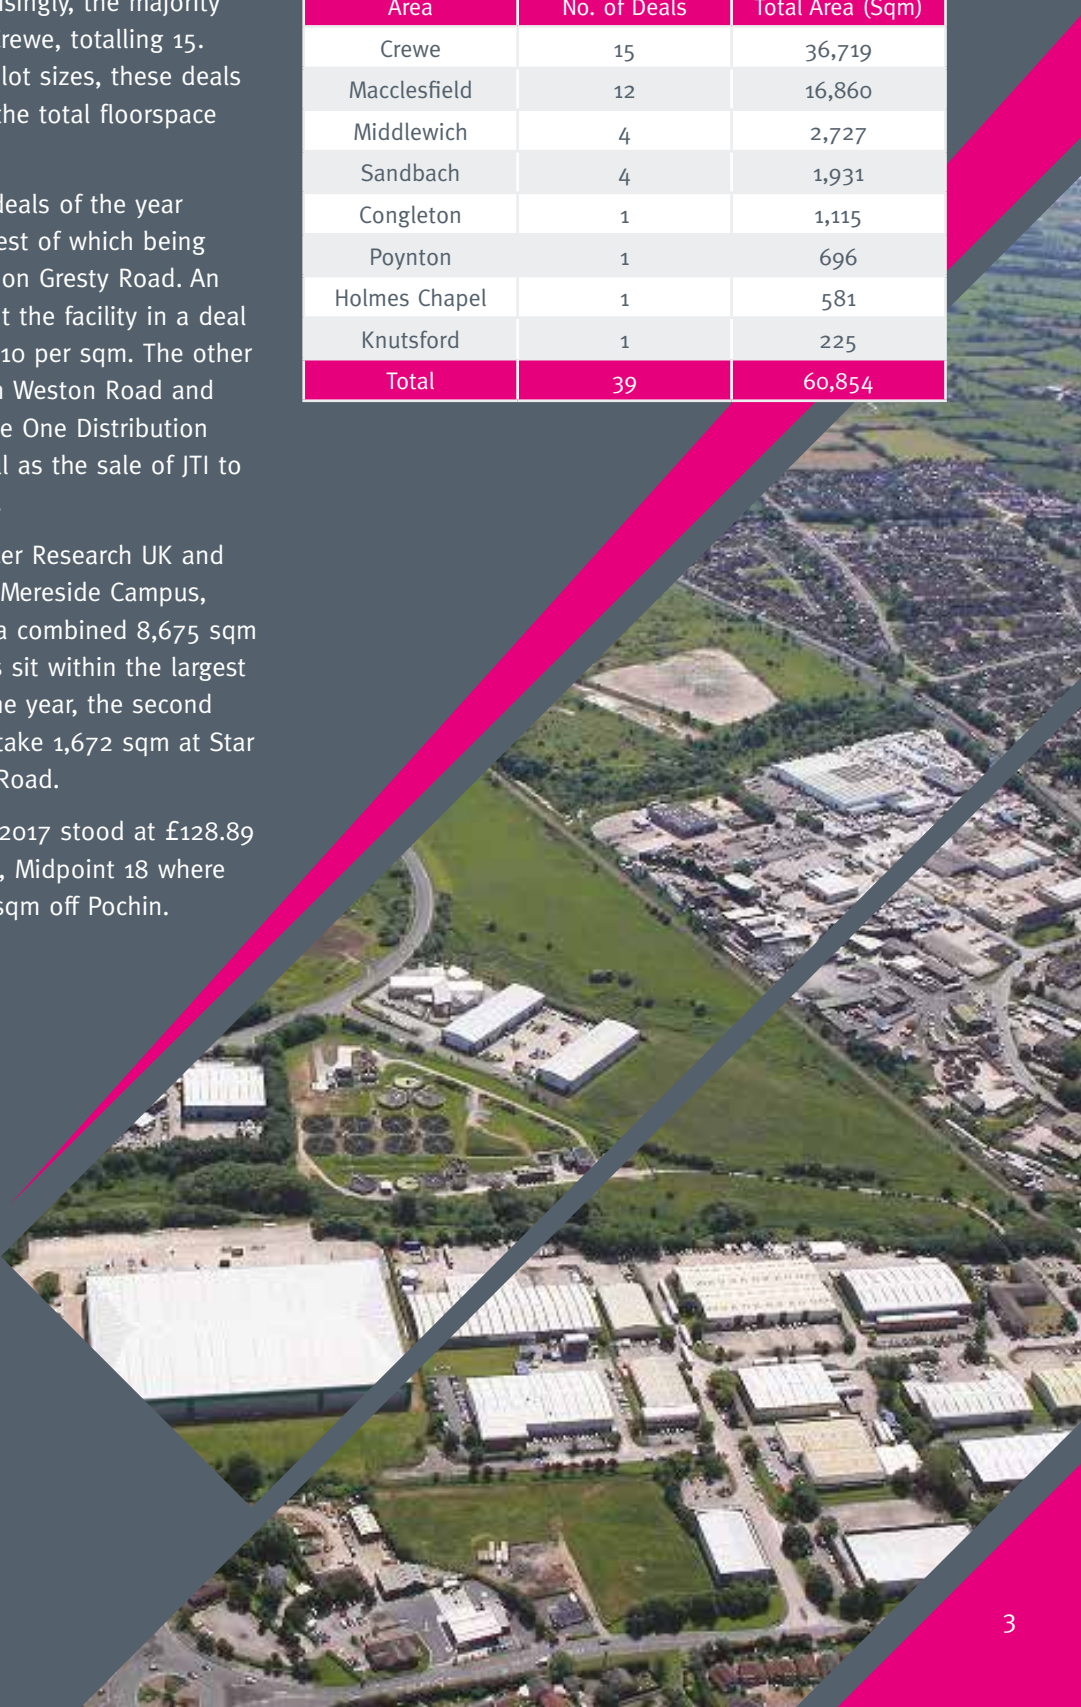 the majority
totalling 15.
lot sizes, these deals
the total floorspace
deals of the year
of which being
on Gresty Road. An
the facility in a deal
10 per sqm. The other
Weston Road and
One Distribution
as the sale of JTI to
Research UK and
Mereside Campus,
a combined 8,675 sqm
sit within the largest
year, the second
take 1,672 sqm at Star
Road.
2017 stood at £128.89
, Midpoint 18 where
sqm off Pochin.
Area No. of Deals Total Area (Sqm)
Crewe 15 36,719
Macclesfield 12 16,860
Middlewich 4 2,727
Sandbach 4 1,931
Congleton 1 1,115
Poynton 1 696
Holmes Chapel 1 581
Knutsford 1 225
Total 39 60,854
3